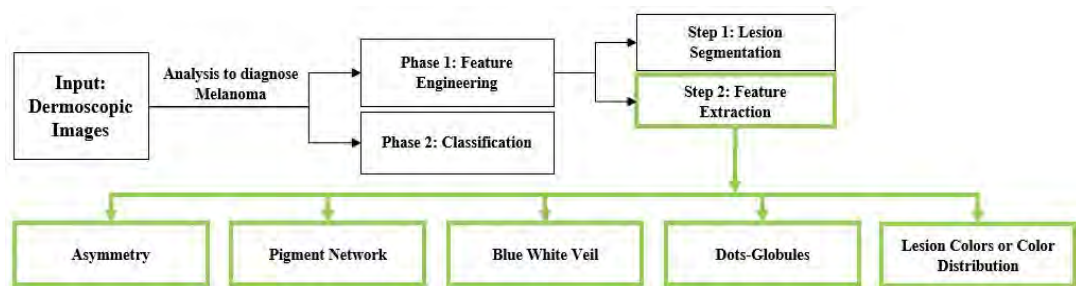 Input:
Dermoscopic
Images
Analysis to diagnose
Melanoma
Phase 1: Feature
Engineering
Phase 2: Classification
Step 1: Lesion
Segmentation
Step 2: Feature
Extraction
Asymmetry
Pigment Network
Blue White Veil
Dots-Globules
Lesion Colors or Color
Distribution